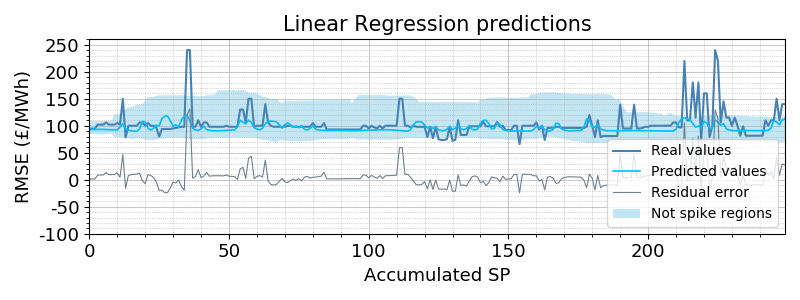 Linear Regression predictions
250
200
150
100
50
0
-50
-100
RMSE (£/MWh)
0 50 100 150 200
Accumulated SP
Real values
Predicted values
Residual error
Not spike regions